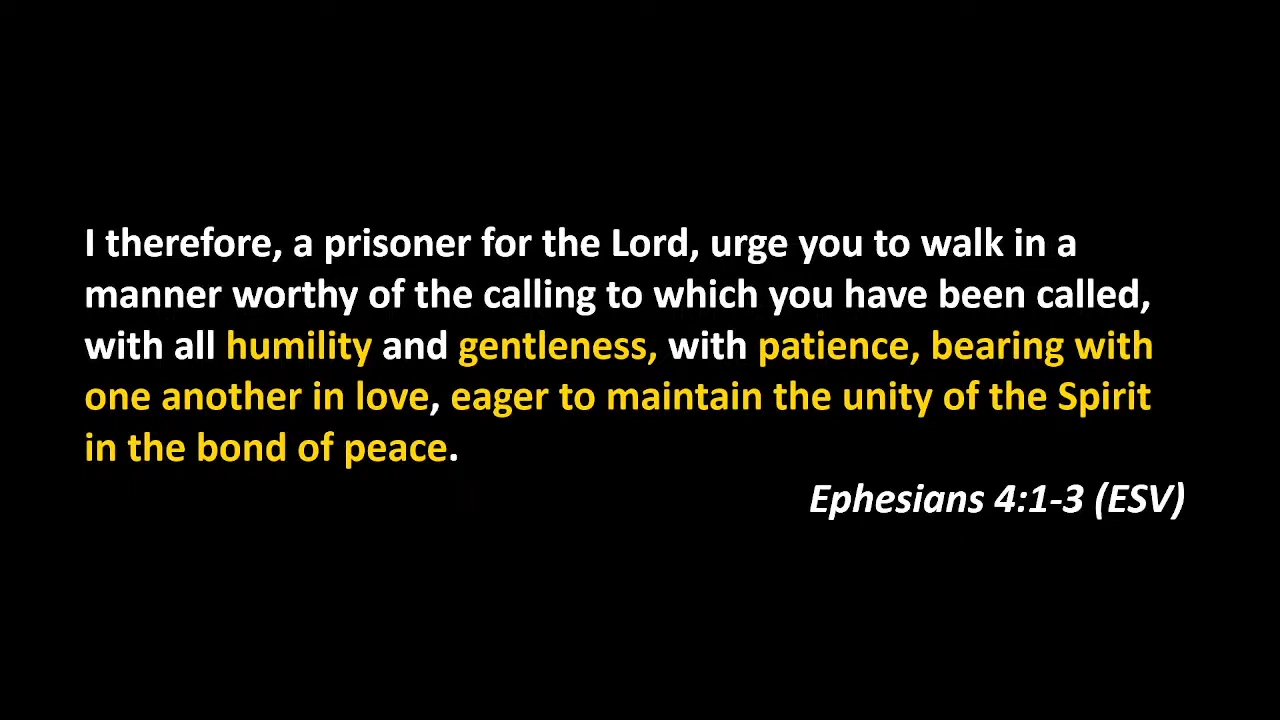 I therefore, a prisoner for the Lord, urge you to walk in a
manner worthy of the calling to which you have been called,
with all humility and gentleness, with patience, bearing with
one another in love, eager to maintain the unity of the Spirit
in the bond of peace.
Ephesians 4:1-3 (ESV)